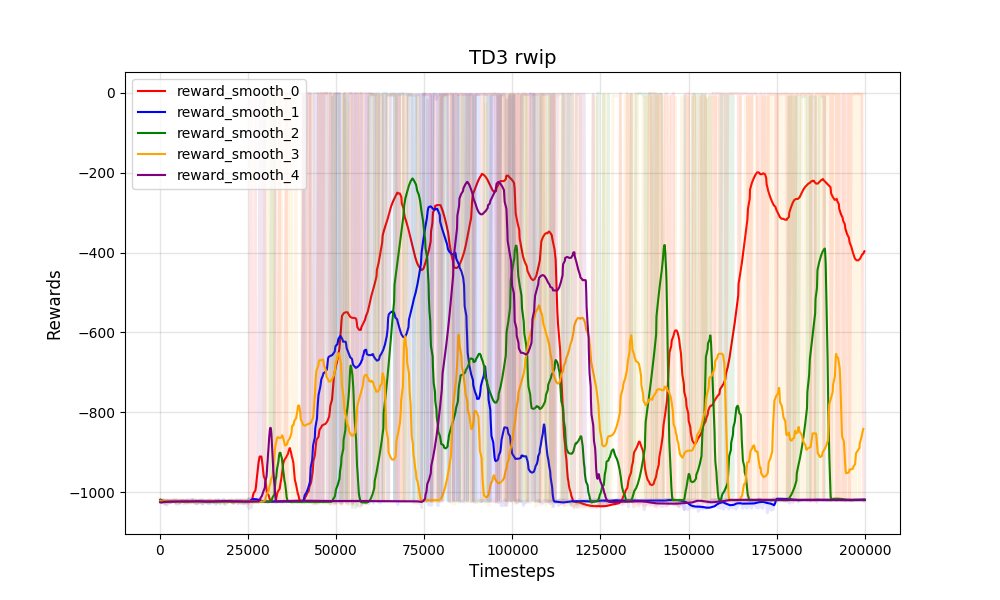 TD3 rwip
reward_smooth_0
reward_smooth_1
reward_smooth_2
reward_smooth_3
reward_smooth_4
Rewards
0
−200
−400
−600
−800
−1000
0 25000 50000 75000 100000 125000 150000 175000 200000
Timesteps